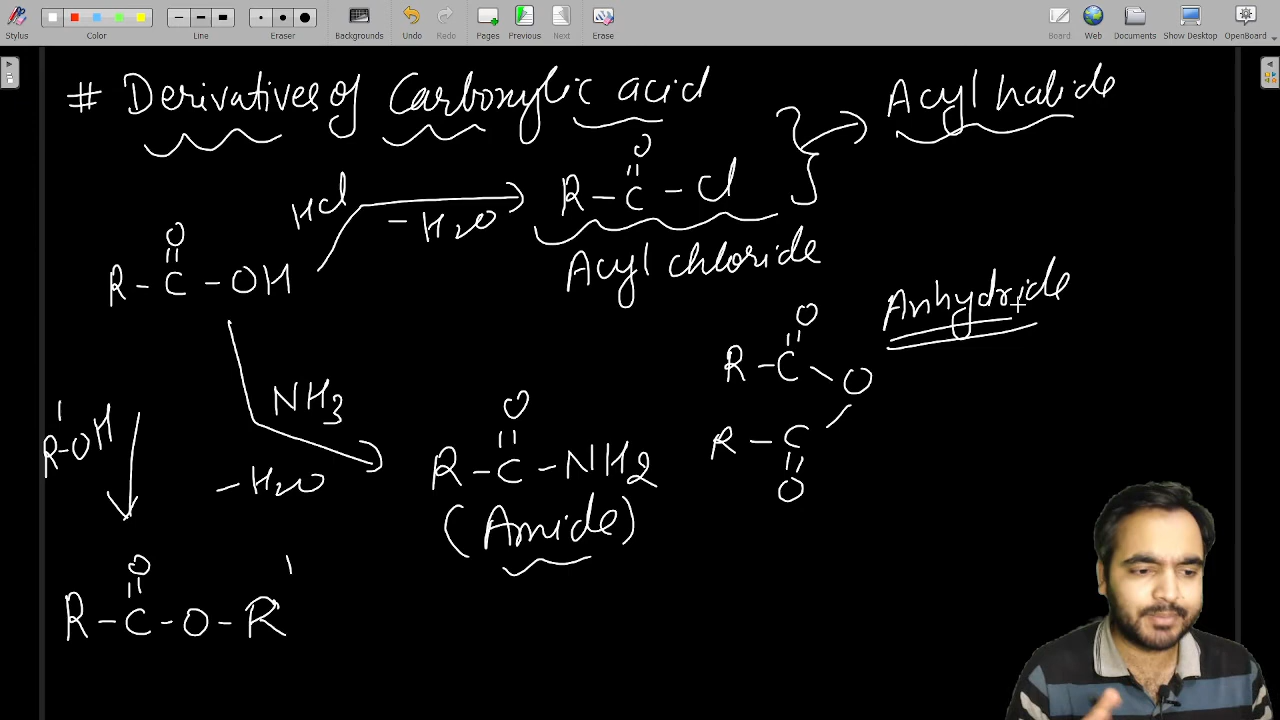 Stylus
Color
Line
Eraser
Backgrounds
Undo
Redo
Pages
Previous
Next
Erase
Board
Web
Documents
Show Desktop
OpenBoard
# Derivatives of Carboxylic acid
Acyl halide
O
HCl
R-C-Cl
-H2O
O
Acyl chloride
R-C-OH
Anhydride
O
R-C
O
NH3
R'-OH
O
R-C
-H2O
R-C-NH2
O
(Amide)
O
'
R-C-O-R